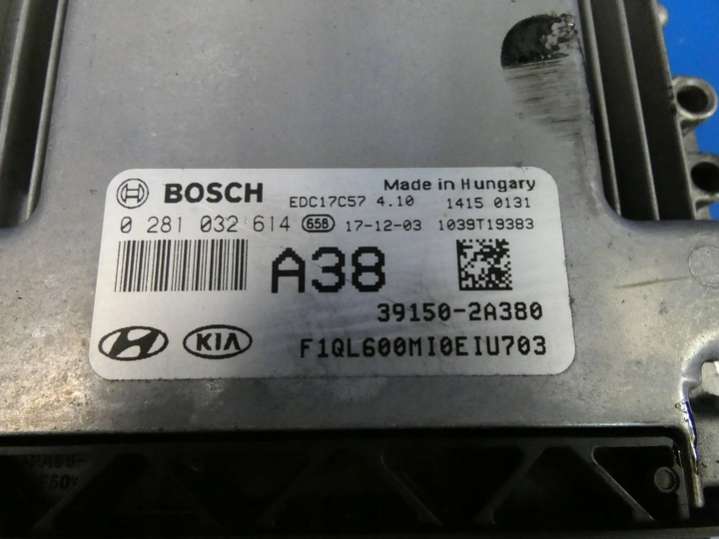 BOSCH EDC17C57 4.10 Made in Hungary 1415 0131
0 281 032 614 658 17-12-03 1039T19383
A38
39150-2A380
KIA F1QL600MI0EIU703